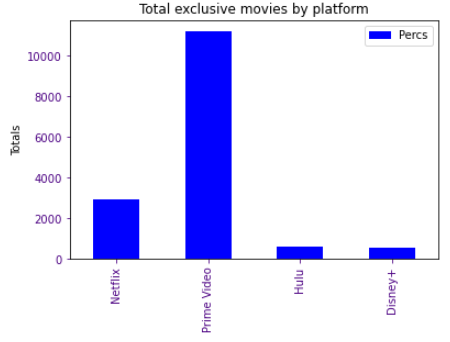 Total exclusive movies by platform
Percs
Totals
10000
8000
6000
4000
2000
0
Netflix
Prime Video
Hulu
Disney+